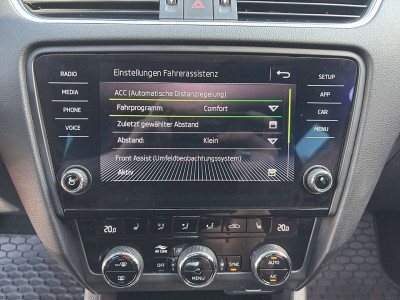 RADIO
MEDIA
PHONE
VOICE
Einstellungen Fahrerassistenz
ACC (Automatische Distanzregelung)
Fahrprogramm: Comfort
Zuletzt gewählter Abstand
Abstand: Klein
Front Assist (Umfeldbeobachtungssystem)
Aktiv
SETUP
APP
CAR
MENU
20.0
20.0
MENU
SYNC
AUTO
A/C